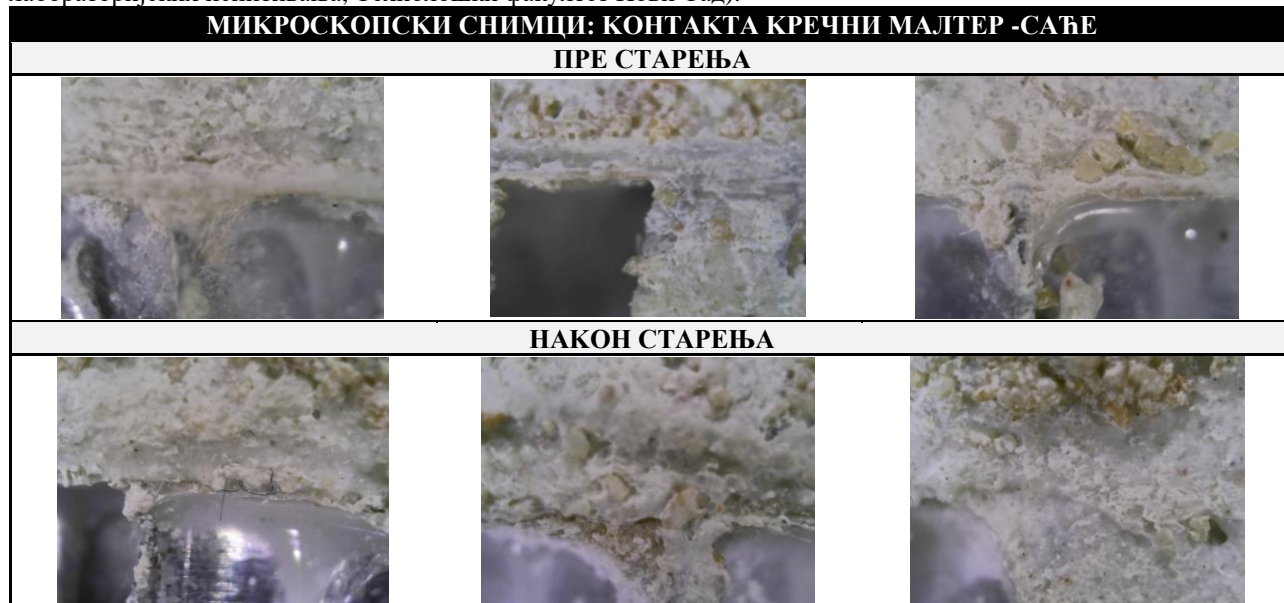 МИКРОСКОПСКИ СНИМЦИ: КОНТАКТА КРЕЧНИ МАЛТЕР -САЋЕ
ПРЕ СТАРЕЊА
НАКОН СТАРЕЊА